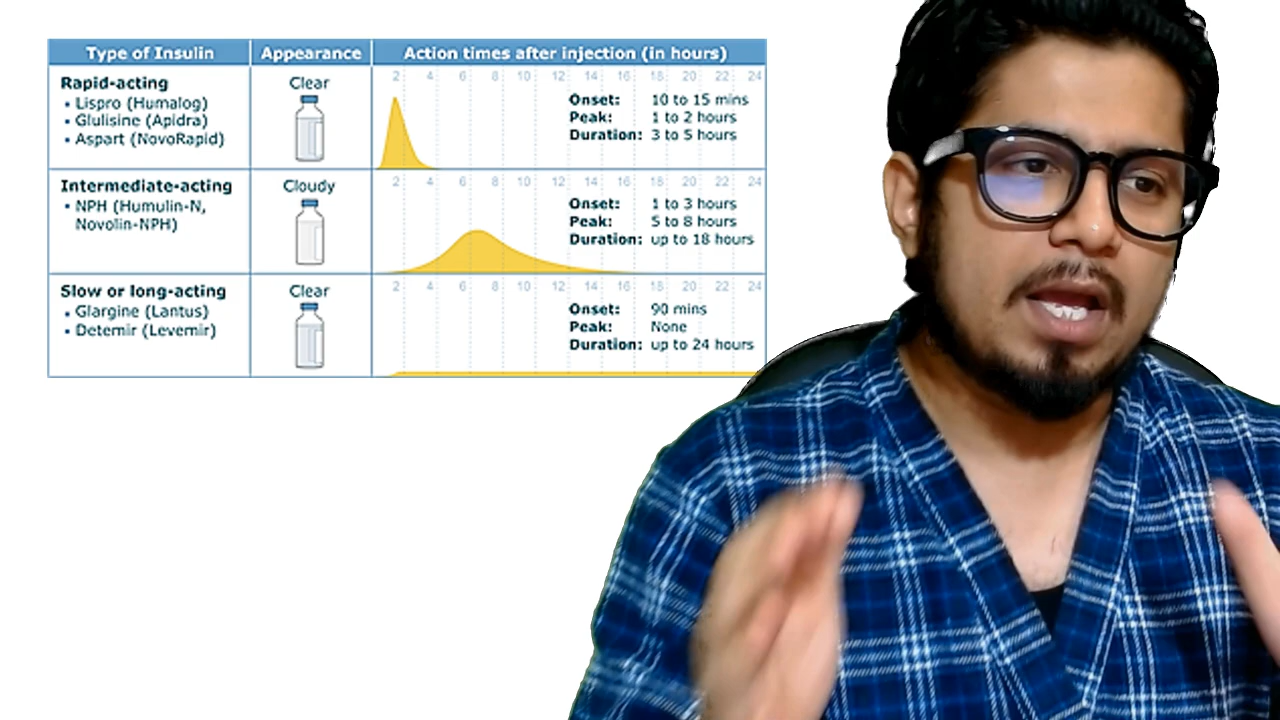 Type of Insulin
Appearance
Action times after injection (in hours)
Rapid-acting
• Lispro (Humalog)
• Glulisine (Apidra)
• Aspart (NovoRapid)
Clear
2 4 6 8 10 12 14 16 18 20 22 24
Onset: 10 to 15 mins
Peak: 1 to 2 hours
Duration: 3 to 5 hours
Intermediate-acting
• NPH (Humulin-N,
Novolin-NPH)
Cloudy
2 4 6 8 10 12 14 16 18 20 22 24
Onset: 1 to 3 hours
Peak: 5 to 8 hours
Duration: up to 18 hours
Slow or long-acting
• Glargine (Lantus)
• Detemir (Levemir)
Clear
2 4 6 8 10 12 14 16 18 20 22 24
Onset: 90 mins
Peak: None
Duration: up to 24 hours